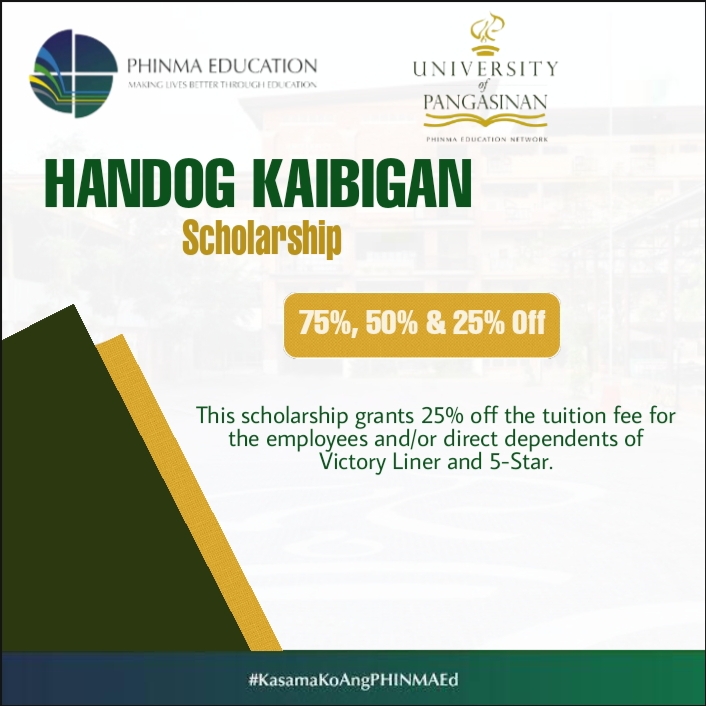 PHINMA EDUCATION
MAKING LIVES BETTER THROUGH EDUCATION
UNIVERSITY
of
PANGASINAN
PHINMA EDUCATION NETWORK
HANDOG KAIBIGAN
Scholarship
75%, 50% & 25% Off
This scholarship grants 25% off the tuition fee for
the employees and/or direct dependents of
Victory Liner and 5-Star.
#KasamaKoAngPHINMAEd